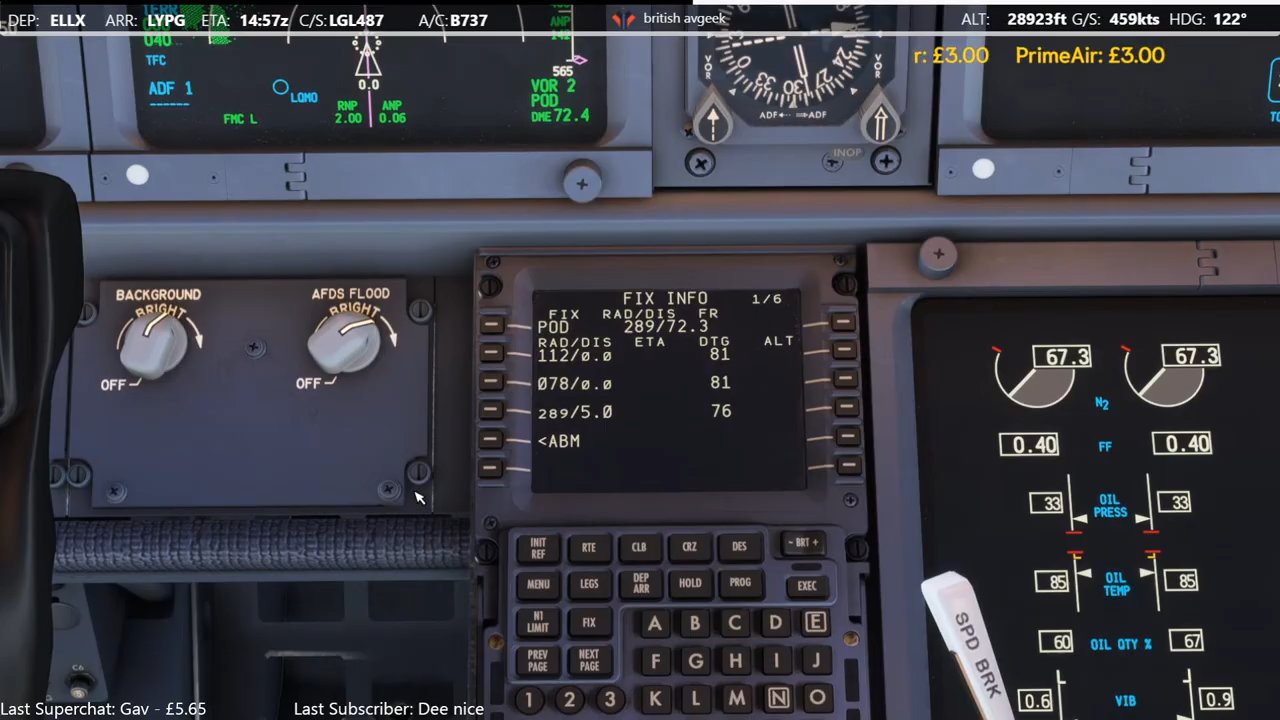 DEP: ELLX ARR: LYPG ETA: 14:57z C/S: LGL487 A/C: B737 british avgeek ALT: 28923ft G/S: 459kts HDG: 122°
r: £3.00 PrimeAir: £3.00
040
TFC
ADF 1
LQMO
0.0
FMC L
RNP ANP
2.00 0.06
565
VOR 2
POD
DME 72.4
VOR
VOR
30
33
24
ADF ADF
INOP
BACKGROUND
BRIGHT
OFF
AFDS FLOOD
BRIGHT
OFF
FIX INFO 1/6
FIX RAD/DIS FR
POD 289/72.3
RAD/DIS ETA DTG ALT
112/0.0 81
078/0.0 81
289/5.0 76
<ABM
INIT REF
RTE
CLB
CRZ
DES
- BRT +
MENU
LEGS
DEP ARR
HOLD
PROG
EXEC
N1 LIMIT
FIX
A B C D E
PREV PAGE
NEXT PAGE
F G H I J
1 2 3 K L M N O
67.3 67.3
N2
0.40 FF 0.40
33 OIL PRESS 33
85 OIL TEMP 85
60 OIL QTY % 67
0.6 VIB 0.9
SPD BRK
C6
Last Superchat: Gav - £5.65 Last Subscriber: Dee nice